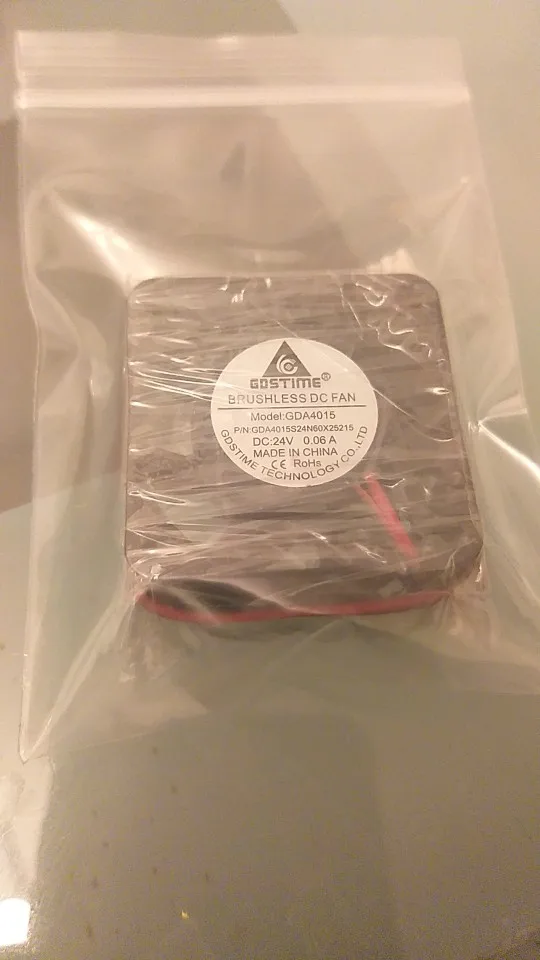 GDSTIME®
BRUSHLESS DC FAN
Model:GDA4015
P/N:GDA4015S24N60X25215
DC:24V 0.06 A
MADE IN CHINA
CE RoHs
GDSTIME TECHNOLOGY CO.,LTD